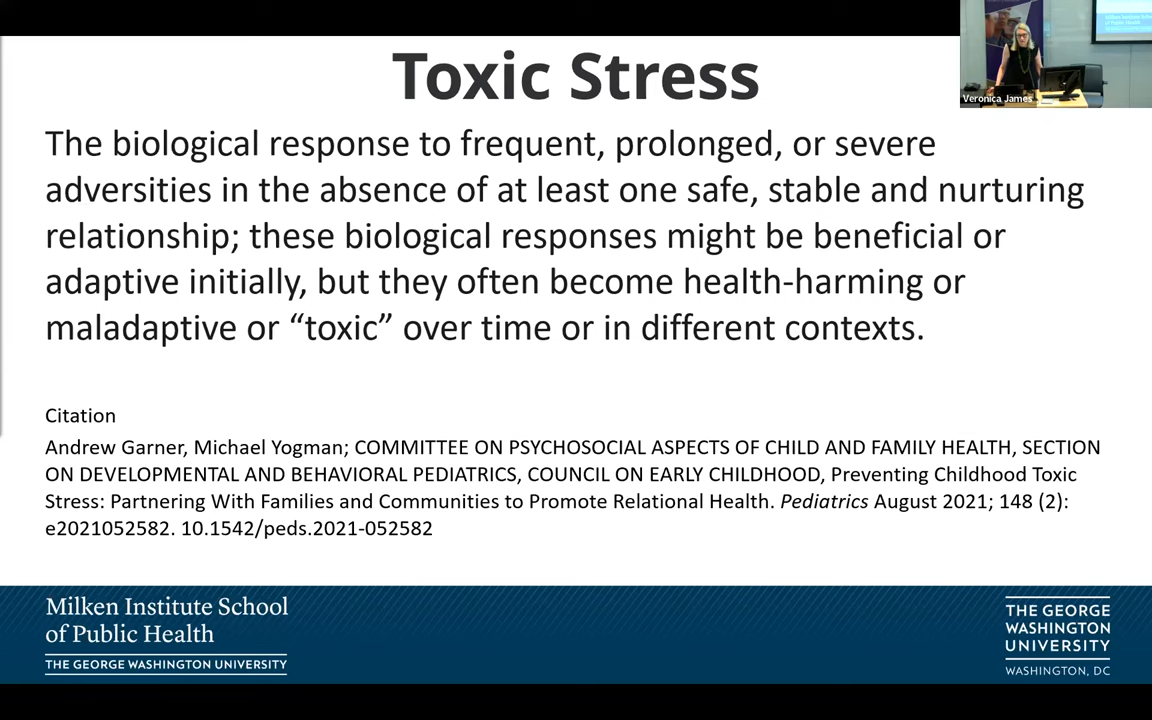 Toxic Stress
Veronica James
The biological response to frequent, prolonged, or severe
adversities in the absence of at least one safe, stable and nurturing
relationship; these biological responses might be beneficial or
adaptive initially, but they often become health-harming or
maladaptive or “toxic” over time or in different contexts.
Citation
Andrew Garner, Michael Yogman; COMMITTEE ON PSYCHOSOCIAL ASPECTS OF CHILD AND FAMILY HEALTH, SECTION
ON DEVELOPMENTAL AND BEHAVIORAL PEDIATRICS, COUNCIL ON EARLY CHILDHOOD, Preventing Childhood Toxic
Stress: Partnering With Families and Communities to Promote Relational Health. Pediatrics August 2021; 148 (2):
e2021052582. 10.1542/peds.2021-052582
Milken Institute School
of Public Health
THE GEORGE WASHINGTON UNIVERSITY
THE GEORGE
WASHINGTON
UNIVERSITY
WASHINGTON, DC